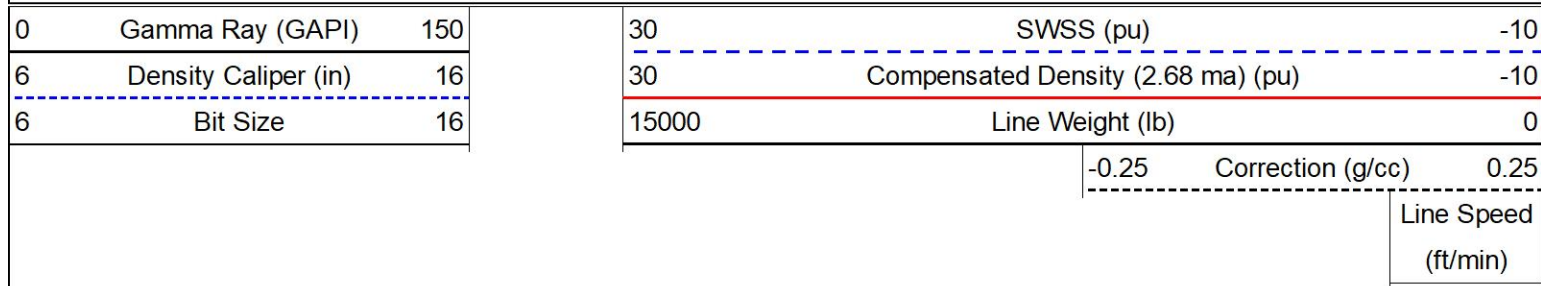 0 Gamma Ray (GAPI) 150 30 SWSS (pu) -10
6 Density Caliper (in) 16 30 Compensated Density (2.68 ma) (pu) -10
6 Bit Size 16 15000 Line Weight (lb) 0
-0.25 Correction (g/cc) 0.25
Line Speed
(ft/min)